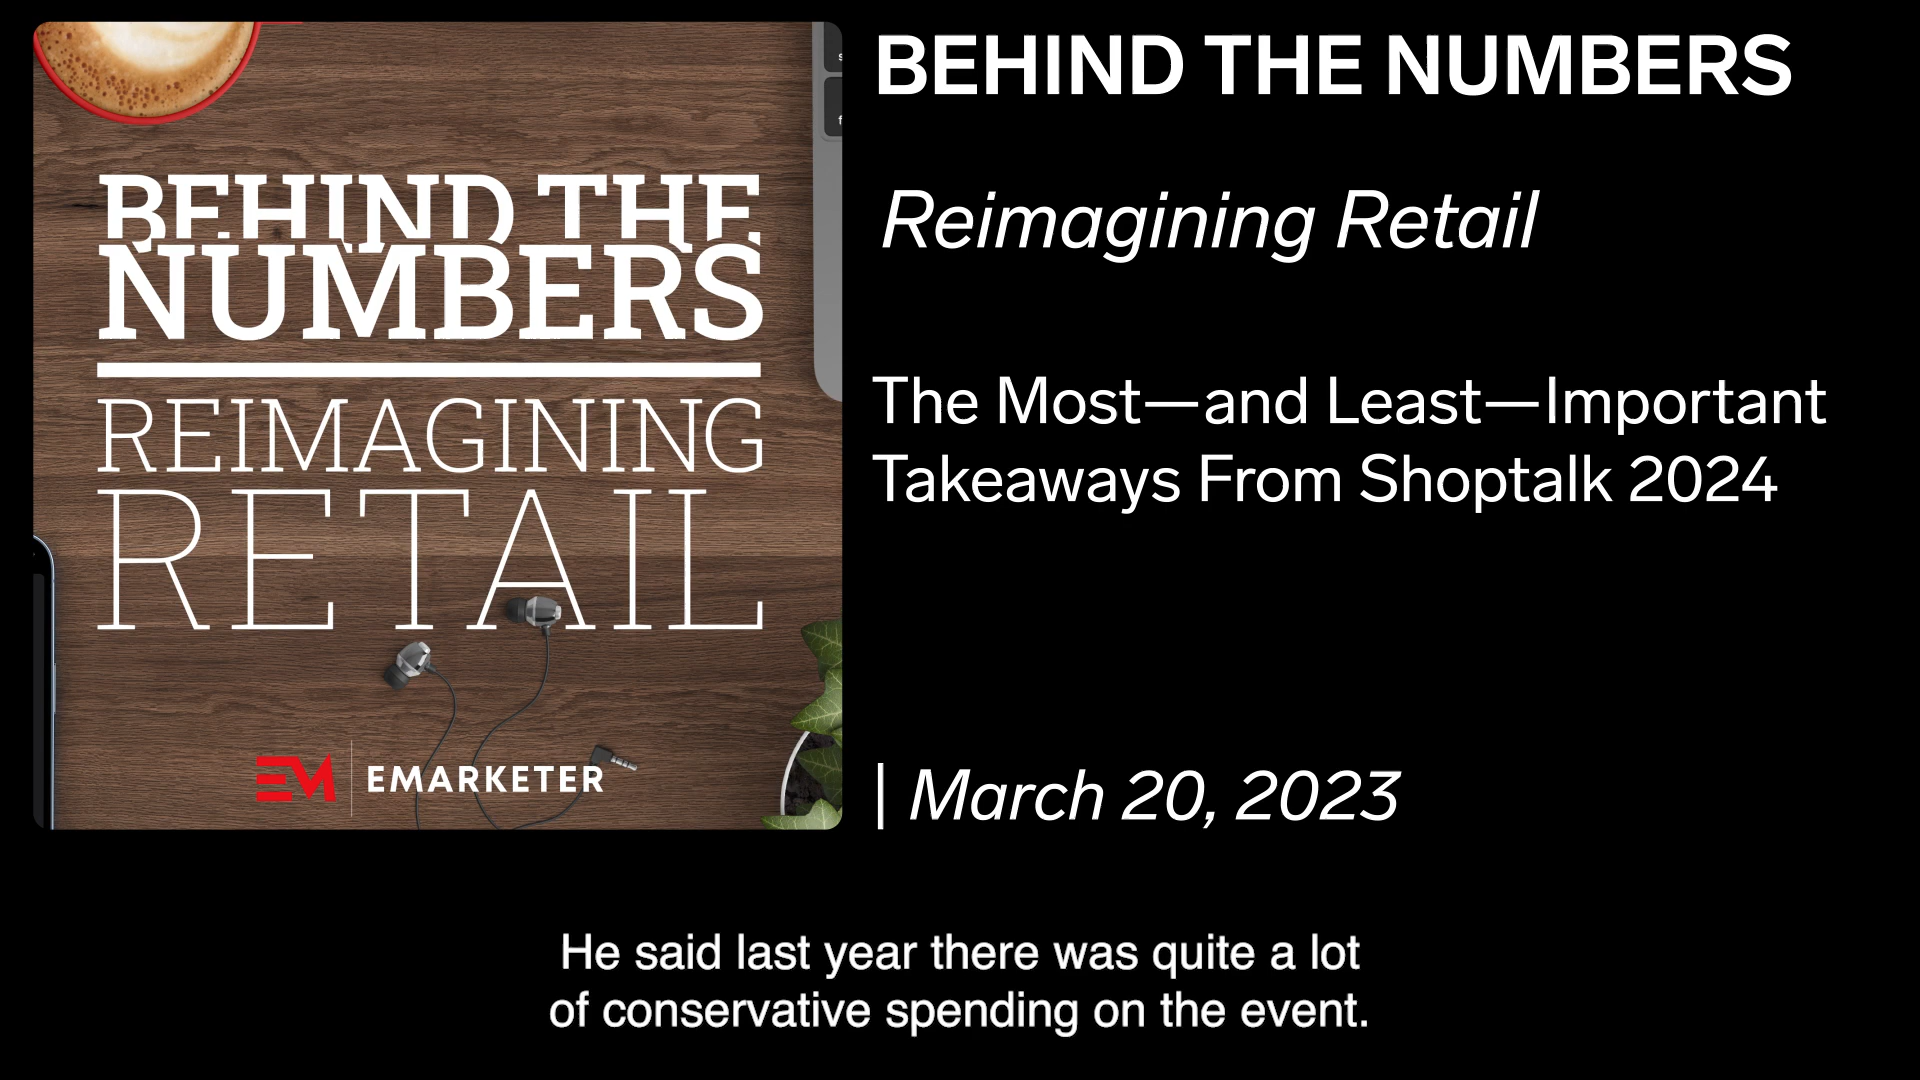 BEHIND THE
NUMBERS
REIMAGINING
RETAIL
EM | EMARKETER
BEHIND THE NUMBERS
Reimagining Retail
The Most—and Least—Important
Takeaways From Shoptalk 2024
| March 20, 2023
He said last year there was quite a lot
of conservative spending on the event.